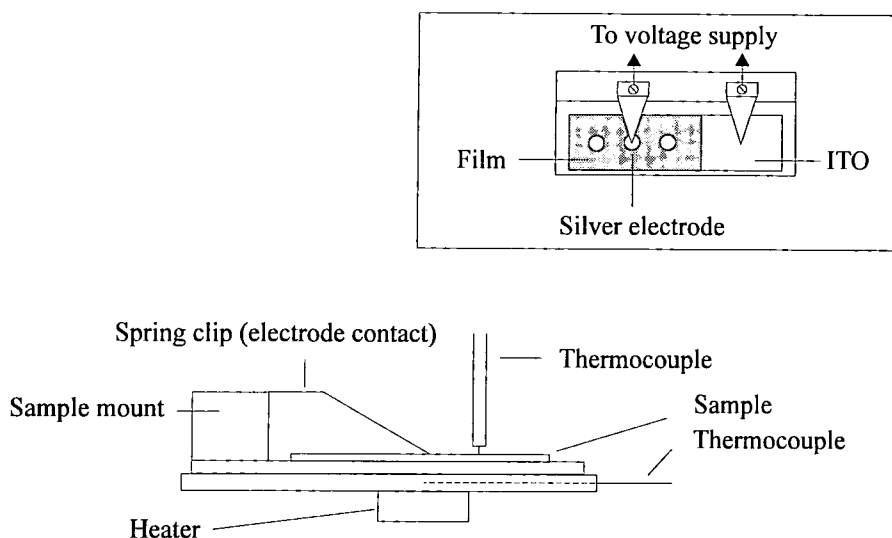 To voltage supply
Film
ITO
Silver electrode
Spring clip (electrode contact)
Thermocouple
Sample mount
Sample
Thermocouple
Heater